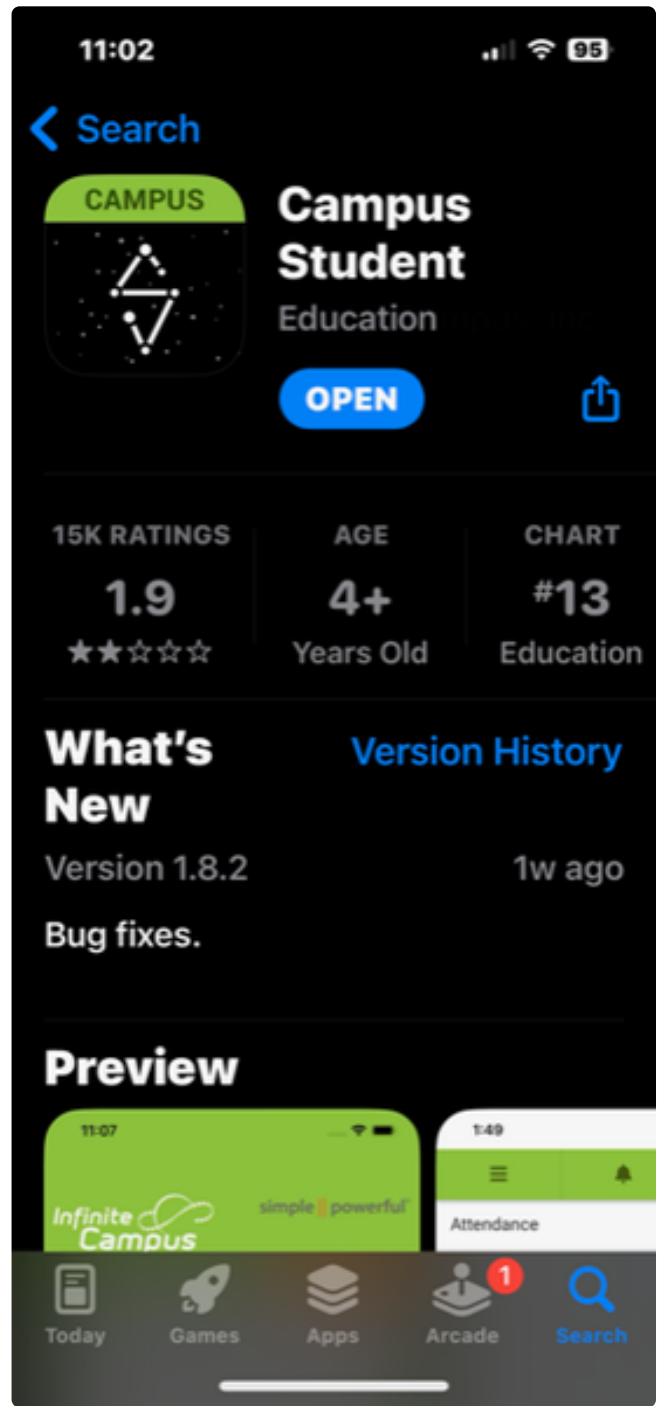 11:02
95
Search
CAMPUS
Campus
Student
Education
OPEN
15K RATINGS
AGE
CHART
1.9
4+
#13
Years Old
Education
What's
New
Version History
Version 1.8.2
1w ago
Bug fixes.
Preview
11:07
1:49
Infinite
Campus
simple powerful
Attendance
1
Today
Games
Apps
Arcade
Search